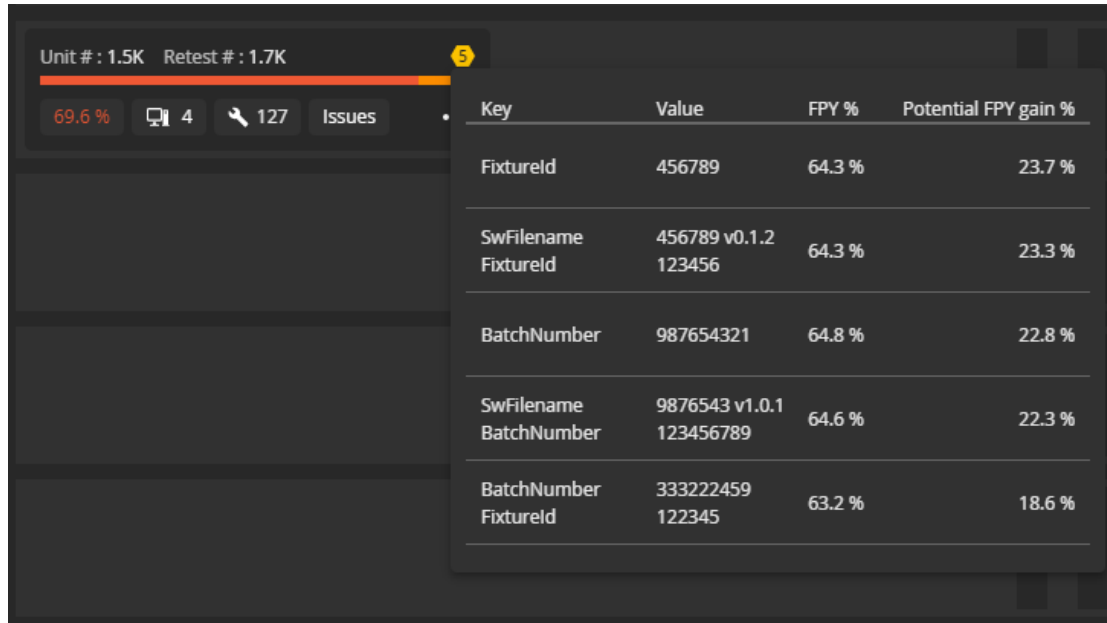 Unit # : 1.5K Retest # : 1.7K
5
69.6 % 4 127 Issues
Key Value FPY % Potential FPY gain %
FixtureId 456789 64.3 % 23.7 %
SwFilename 456789 v0.1.2
64.3 % 23.3 %
FixtureId 123456
BatchNumber 987654321 64.8 % 22.8 %
SwFilename 9876543 v1.0.1
64.6 % 22.3 %
BatchNumber 123456789
BatchNumber 333222459
63.2 % 18.6 %
FixtureId 122345